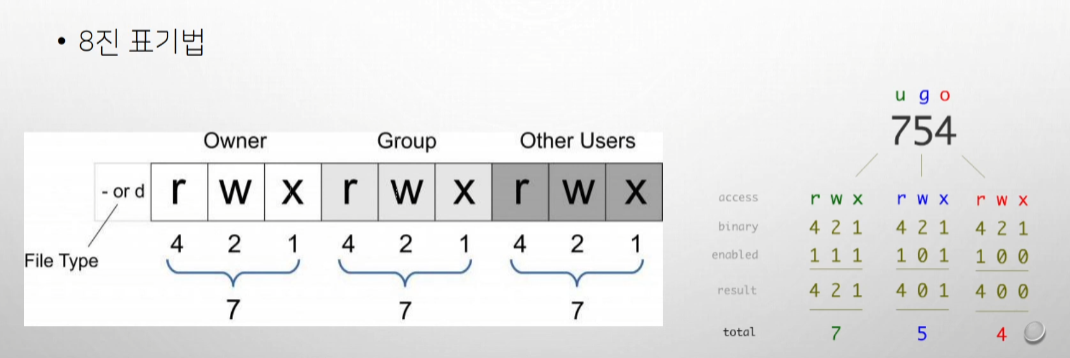 • 8진 표기법
Owner Group Other Users
- or d r w x r w x r w x
4 2 1 4 2 1 4 2 1
File Type
7 7 7
u g o
754
access r w x r w x r w x
binary 4 2 1 4 2 1 4 2 1
enabled 1 1 1 1 0 1 1 0 0
result 4 2 1 4 0 1 4 0 0
total 7 5 4